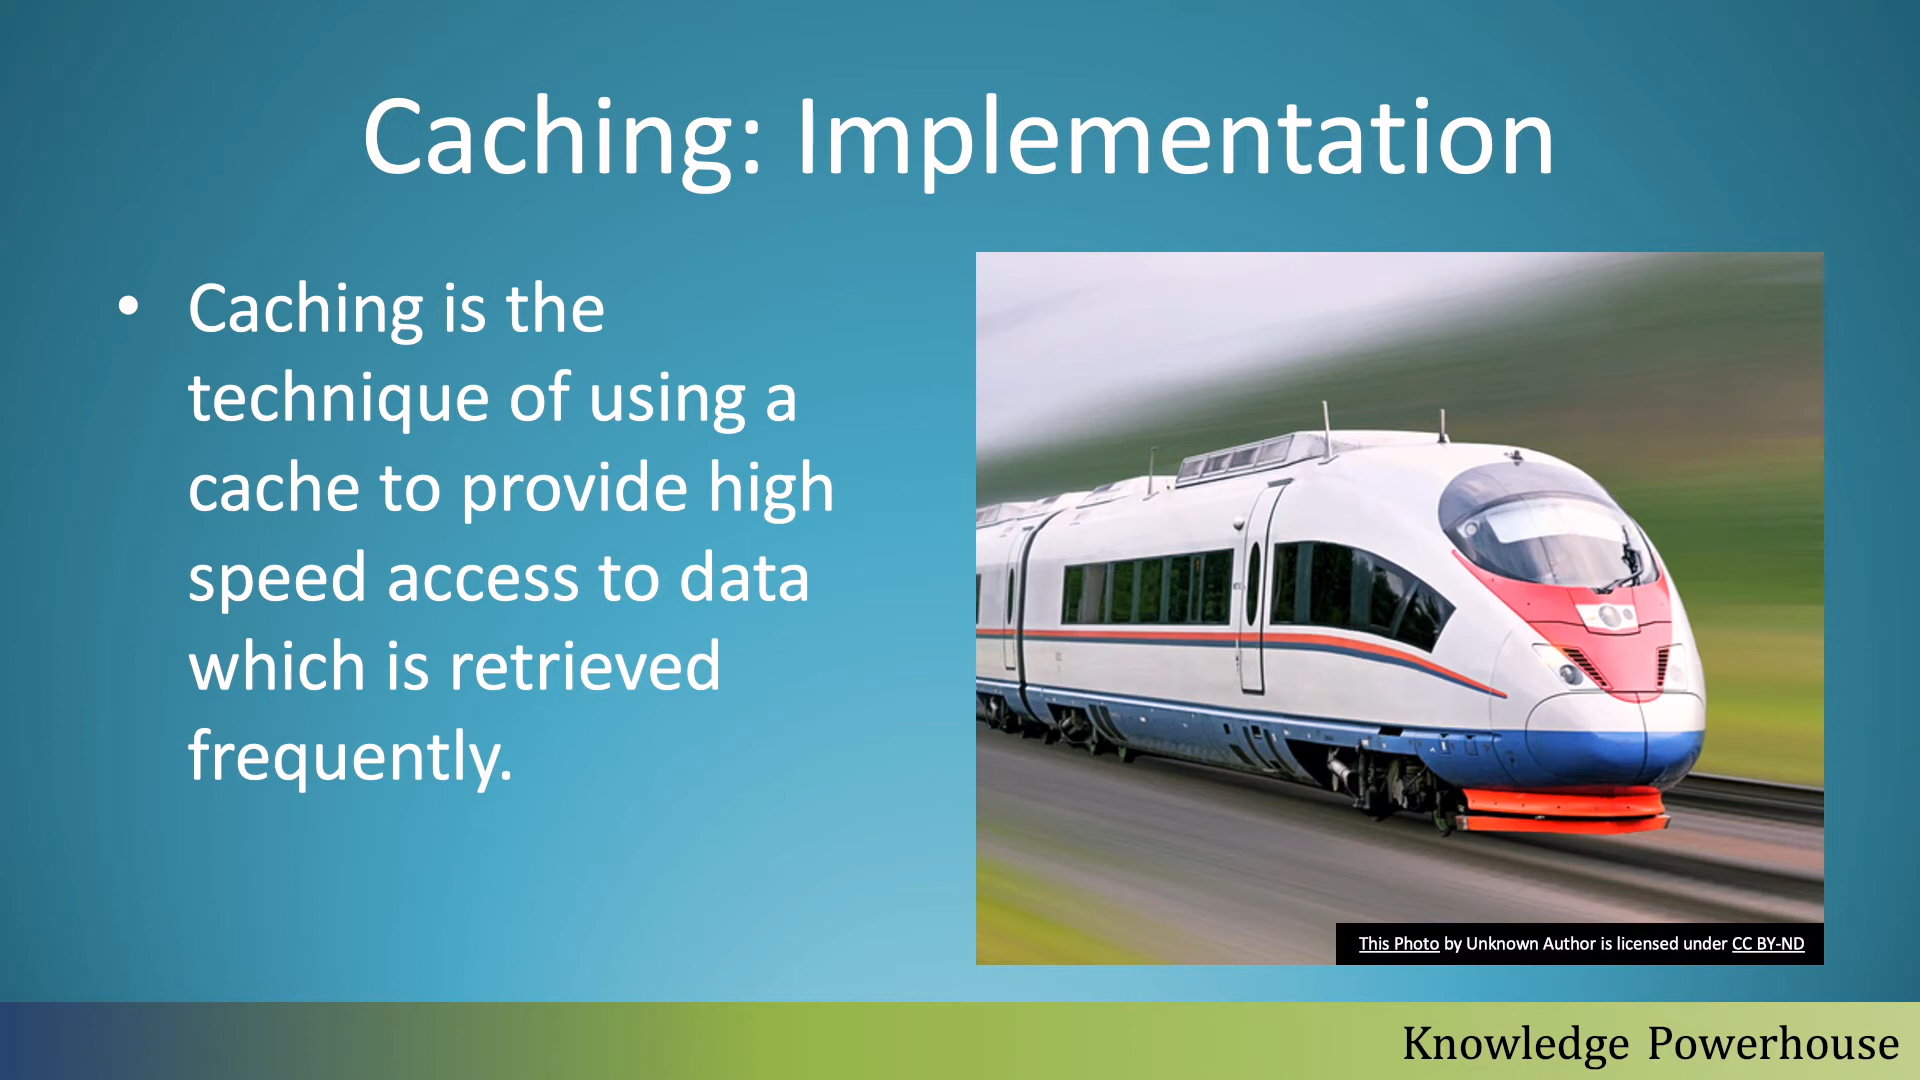 Caching: Implementation
• Caching is the
technique of using a
cache to provide high
speed access to data
which is retrieved
frequently.
This Photo by Unknown Author is licensed under CC BY-ND
Knowledge Powerhouse